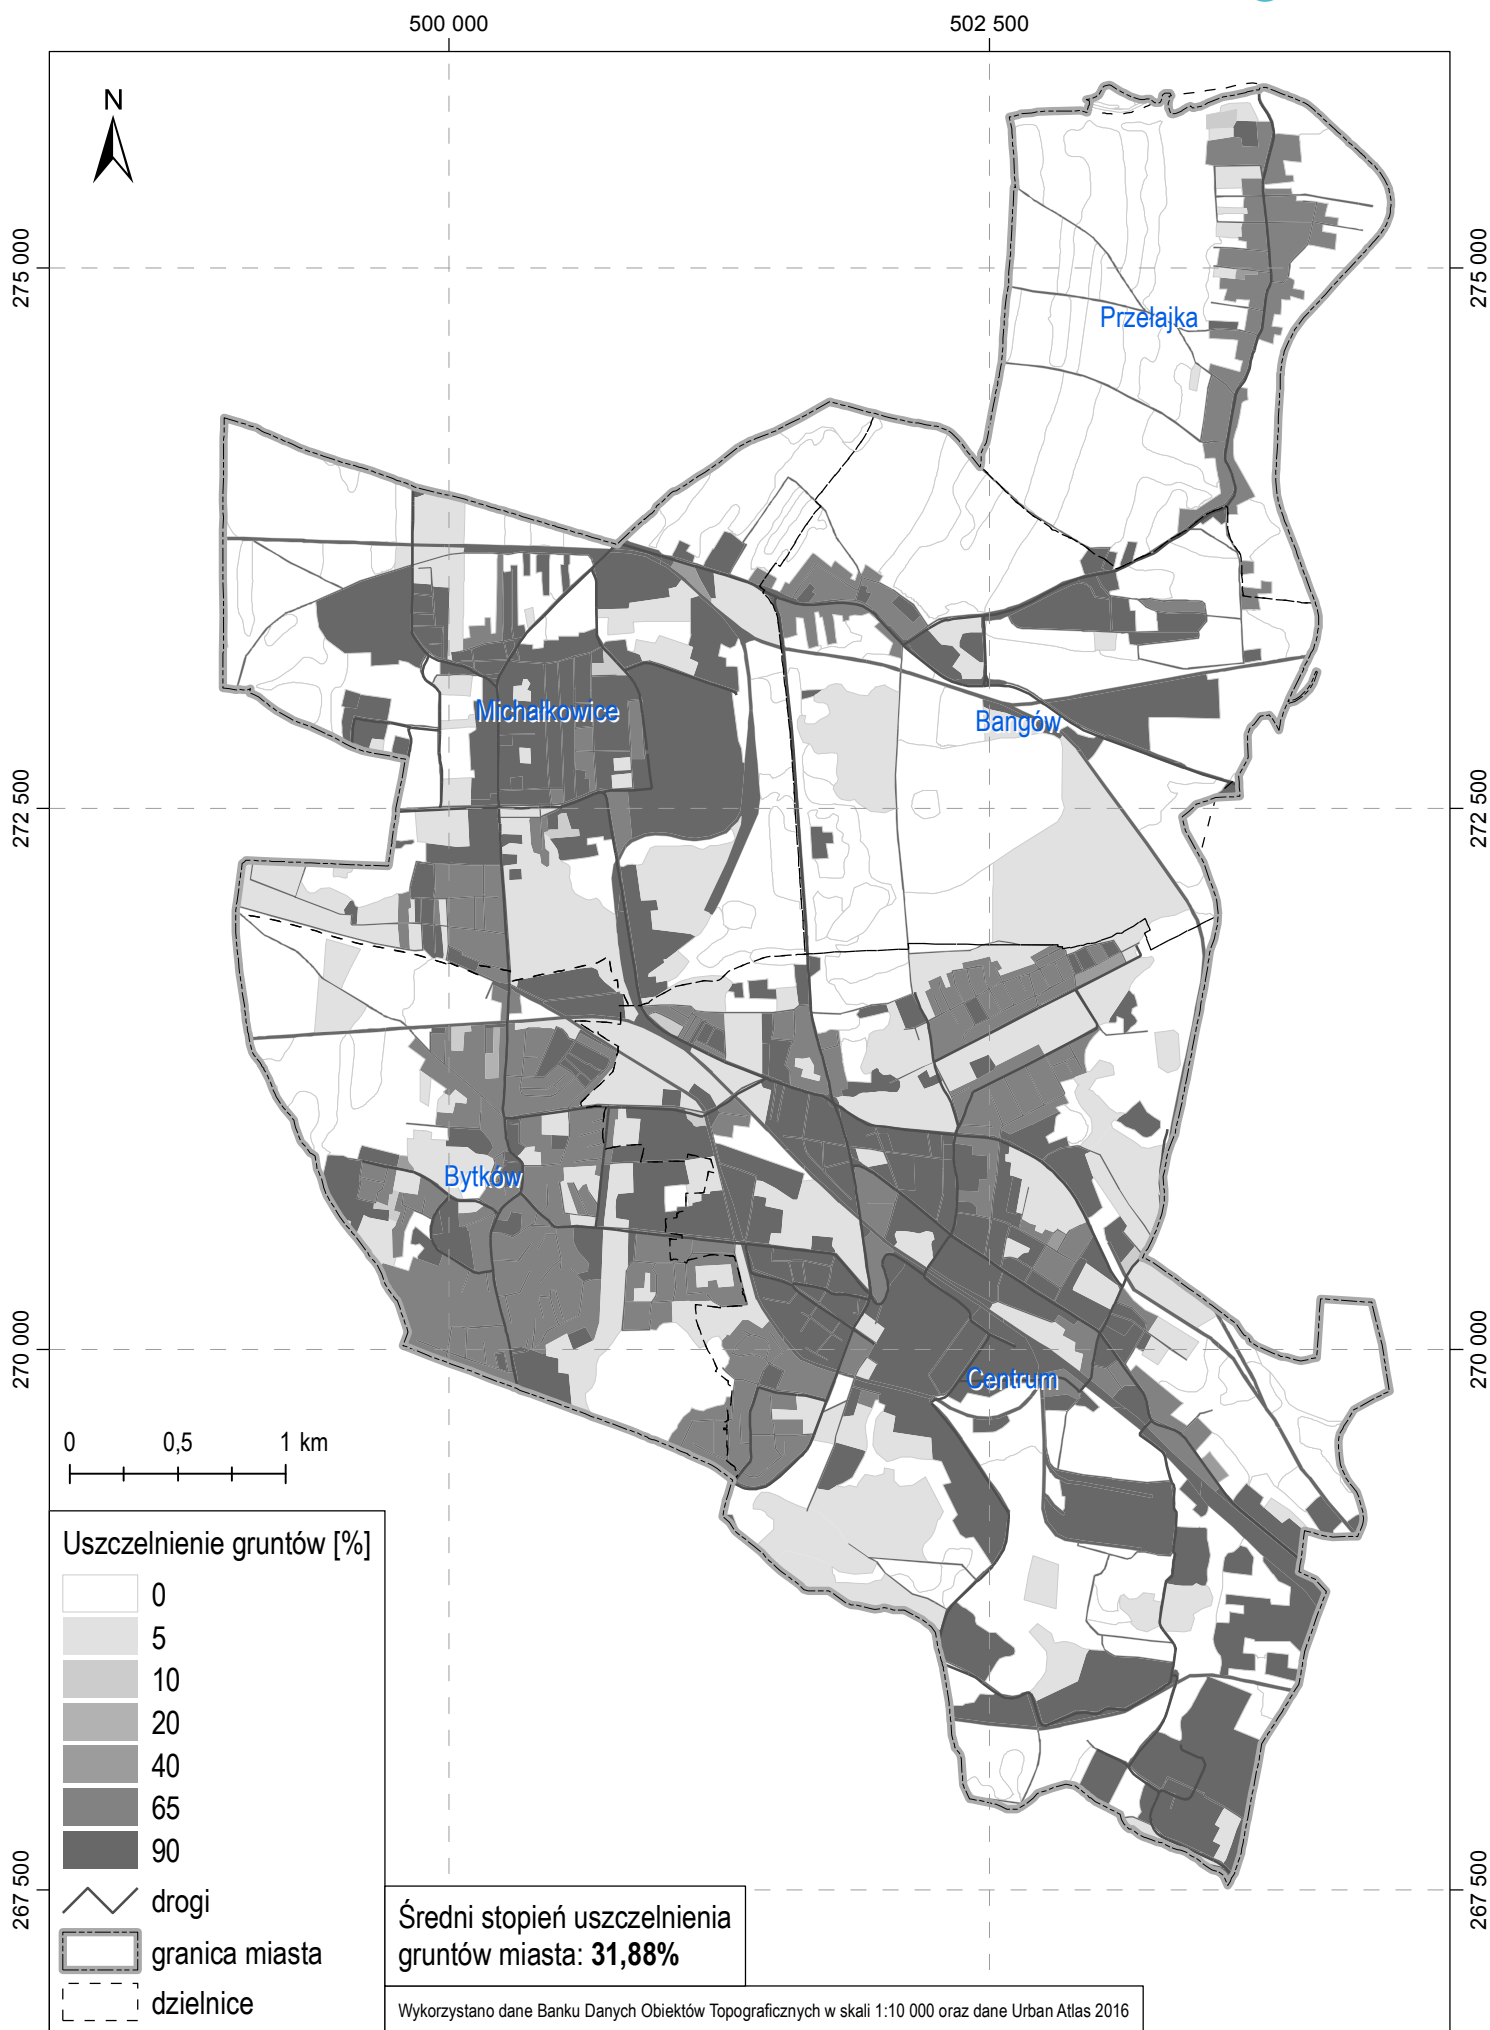 500 000
502 500
N
275 000
275 000
Przełajka
Michałkowice
Bangów
272 500
272 500
Bytków
270 000
270 000
Centrum
0 0,5 1 km
Uszczelnienie gruntów [%]
0
5
10
20
40
65
90
drogi
granica miasta
dzielnice
267 500
267 500
Średni stopień uszczelnienia
gruntów miasta: 31,88%
Wykorzystano dane Banku Danych Obiektów Topograficznych w skali 1:10 000 oraz dane Urban Atlas 2016